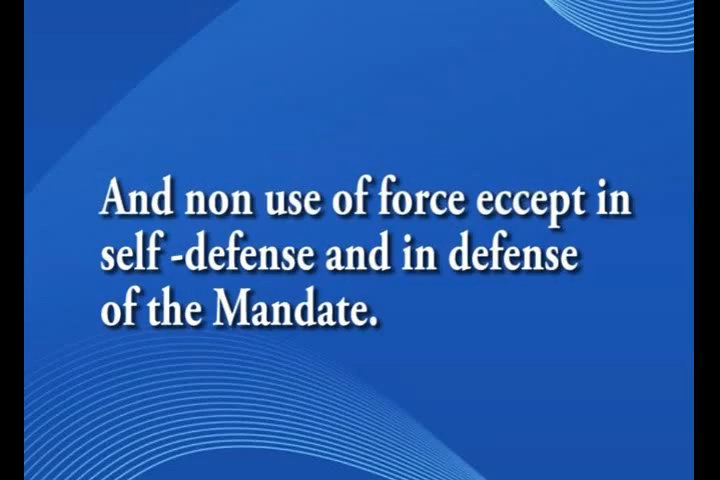 And non use of force eccept in
self -defense and in defense
of the Mandate.